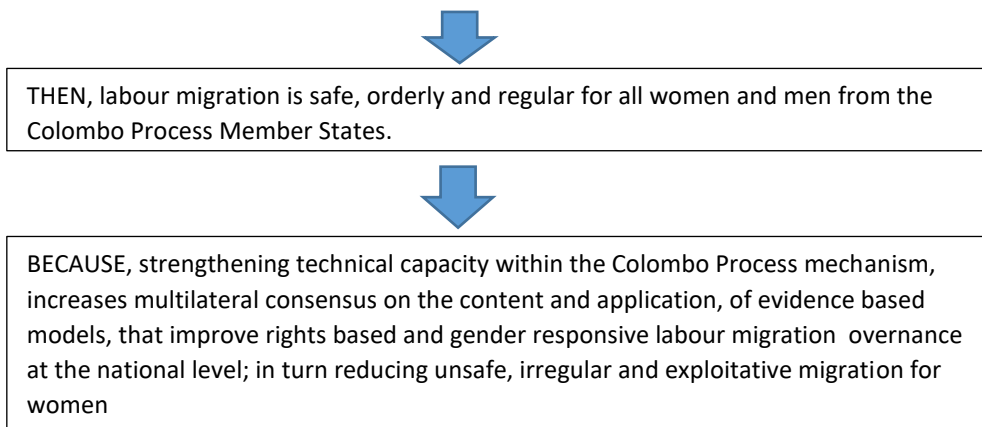 THEN, labour migration is safe, orderly and regular for all women and men from the
Colombo Process Member States.
BECAUSE, strengthening technical capacity within the Colombo Process mechanism,
increases multilateral consensus on the content and application, of evidence based
models, that improve rights based and gender responsive labour migration  overnance
at the national level; in turn reducing unsafe, irregular and exploitative migration for
women